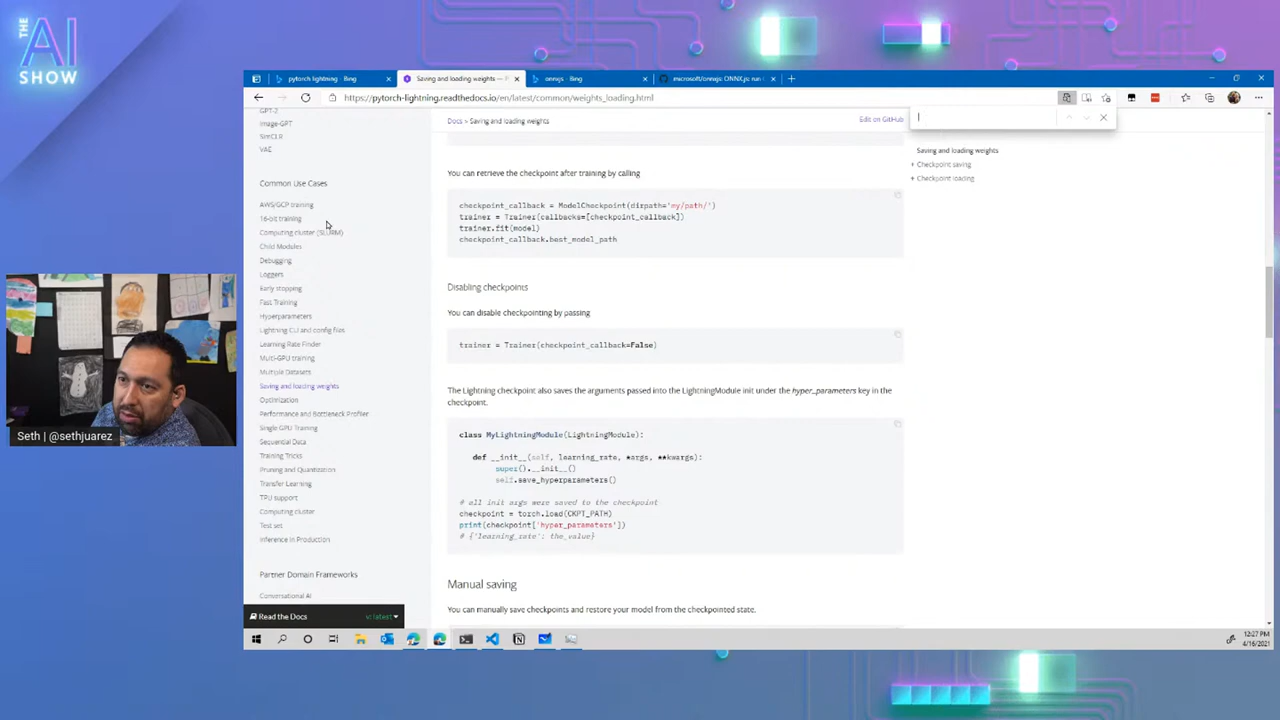 THE
AI
SHOW
pytorch lightning - Bing
Saving and loading weights — P
onnxjs - Bing
microsoft/onnxjs: ONNX.js: run
https://pytorch-lightning.readthedocs.io/en/latest/common/weights_loading.html
GPT-2
Image-GPT
SimCLR
VAE
Common Use Cases
AWS/GCP training
16-bit training
Computing cluster (SLURM)
Child Modules
Debugging
Loggers
Early stopping
Fast Training
Hyperparameters
Lightning CLI and config files
Learning Rate Finder
Multi-GPU training
Multiple Datasets
Saving and loading weights
Optimization
Performance and Bottleneck Profiler
Single GPU Training
Sequential Data
Training Tricks
Pruning and Quantization
Transfer Learning
TPU support
Computing cluster
Test set
Inference in Production
Partner Domain Frameworks
Conversational AI
Read the Docs
v: latest
Docs > Saving and loading weights
Edit on GitHub
You can retrieve the checkpoint after training by calling
checkpoint_callback = ModelCheckpoint(dirpath='my/path/')
trainer = Trainer(callbacks=[checkpoint_callback])
trainer.fit(model)
checkpoint_callback.best_model_path
Disabling checkpoints
You can disable checkpointing by passing
trainer = Trainer(checkpoint_callback=False)
The Lightning checkpoint also saves the arguments passed into the LightningModule init under the hyper_parameters key in the
checkpoint.
class MyLightningModule(LightningModule):
def __init__(self, learning_rate, *args, **kwargs):
super().__init__()
self.save_hyperparameters()
# all init args were saved to the checkpoint
checkpoint = torch.load(CKPT_PATH)
print(checkpoint['hyper_parameters'])
# {'learning_rate': the_value}
Manual saving
You can manually save checkpoints and restore your model from the checkpointed state.
Saving and loading weights
+ Checkpoint saving
+ Checkpoint loading
Seth | @sethjuarez
12:27 PM
4/16/2021